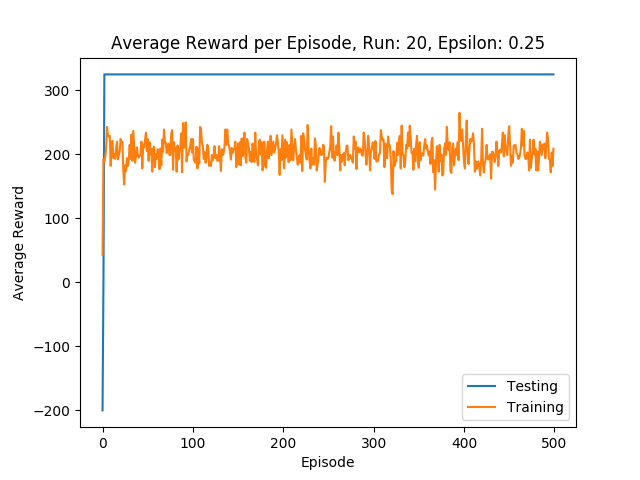 Average Reward per Episode, Run: 20, Epsilon: 0.25
Average Reward
300
200
100
0
−100
−200
0
100
200
300
400
500
Episode
Testing
Training